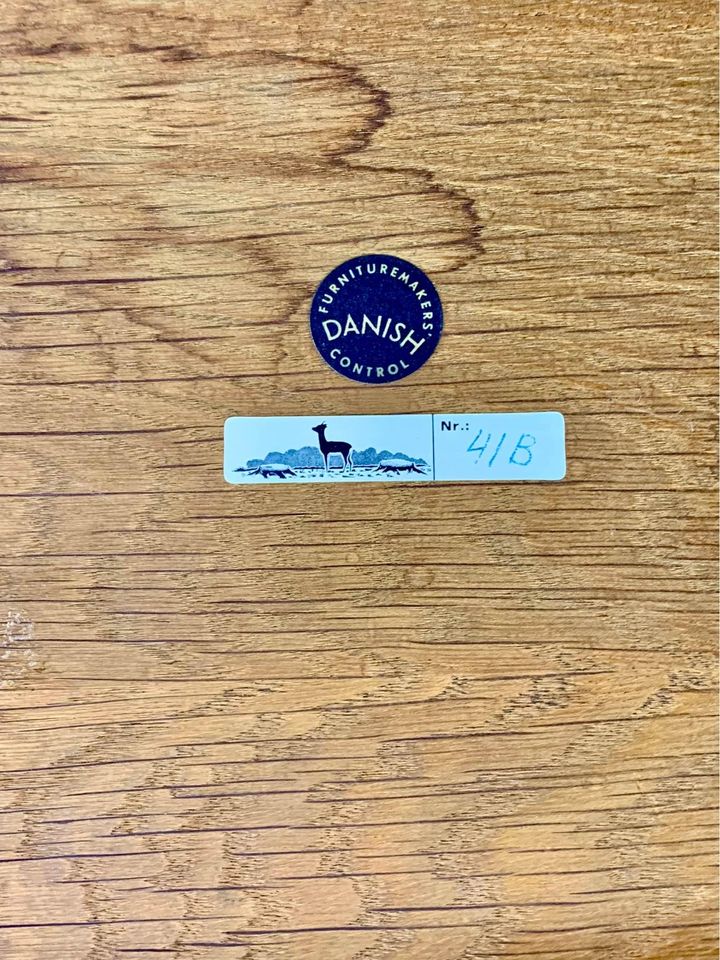 FURNITUREMAKERS'
DANISH
CONTROL
Nr.: 41B